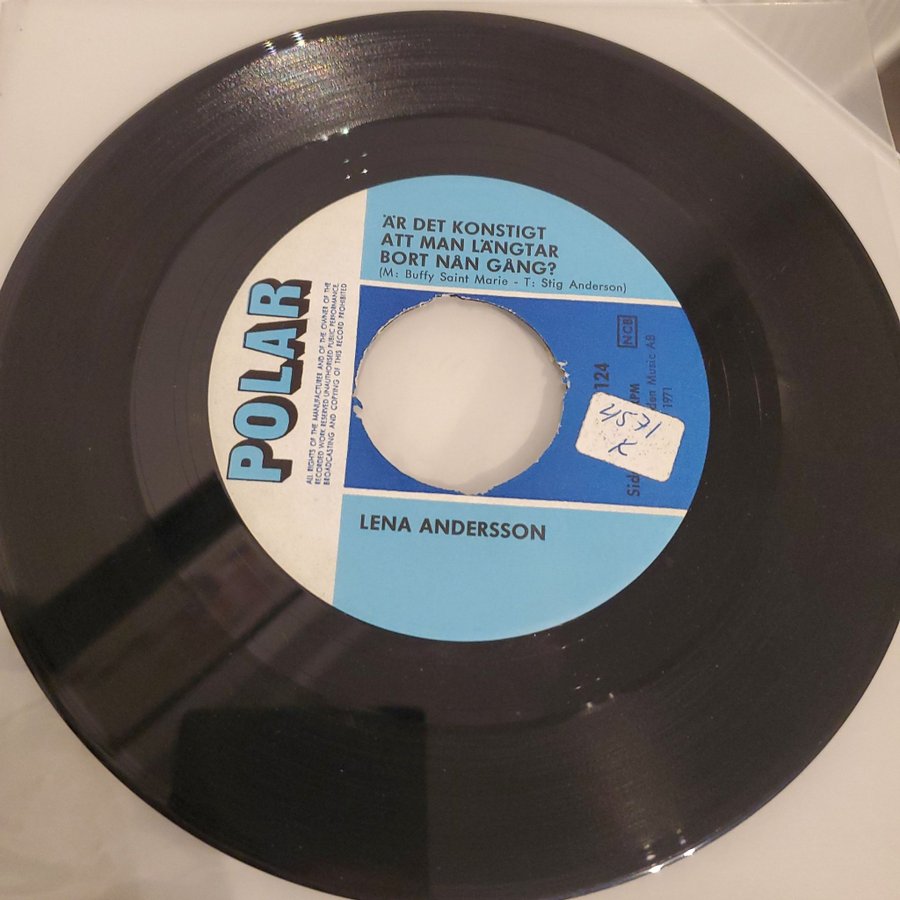 ÄR DET KONSTIGT
ATT MAN LÄNGTAR
BORT NÅN GÅNG?
(M: Buffy Saint Marie - T: Stig Anderson)
POLAR
ALL RIGHTS OF THE MANUFACTURER AND OF THE OWNER OF THE
RECORDED WORK RESERVED UNAUTHORISED PUBLIC PERFORMANCE.
BROADCASTING AND COPYING OF THIS RECORD PROHIBITED
124
NCB
Music AB
1971
4571
K
LENA ANDERSSON